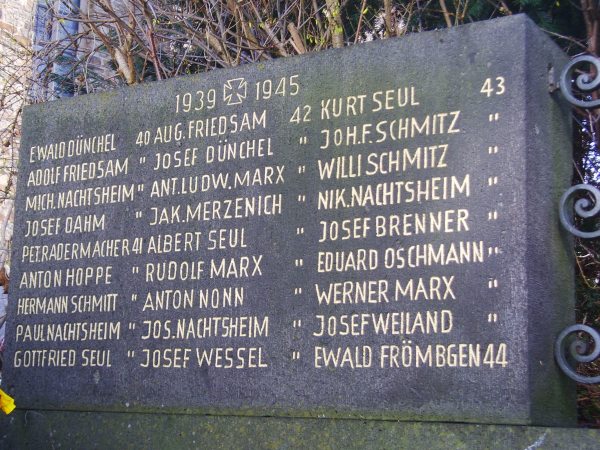 1939 1945
EWALD DÜNCHEL 40 AUG. FRIEDSAM 42 KURT SEUL 43
ADOLF FRIEDSAM " JOSEF DÜNCHEL " JOH.F. SCHMITZ "
MICH. NACHTSHEIM " ANT. LUDW. MARX " WILLI SCHMITZ "
JOSEF DAHM " JAK. MERZENICH " NIK. NACHTSHEIM "
PET. RADERMACHER 41 ALBERT SEUL " JOSEF BRENNER "
ANTON HOPPE " RUDOLF MARX " EDUARD OSCHMANN "
HERMANN SCHMITT " ANTON NONN " WERNER MARX "
PAUL NACHTSHEIM " JOS. NACHTSHEIM " JOSEF WEILAND "
GOTTFRIED SEUL " JOSEF WESSEL " EWALD FRÖMBGEN 44